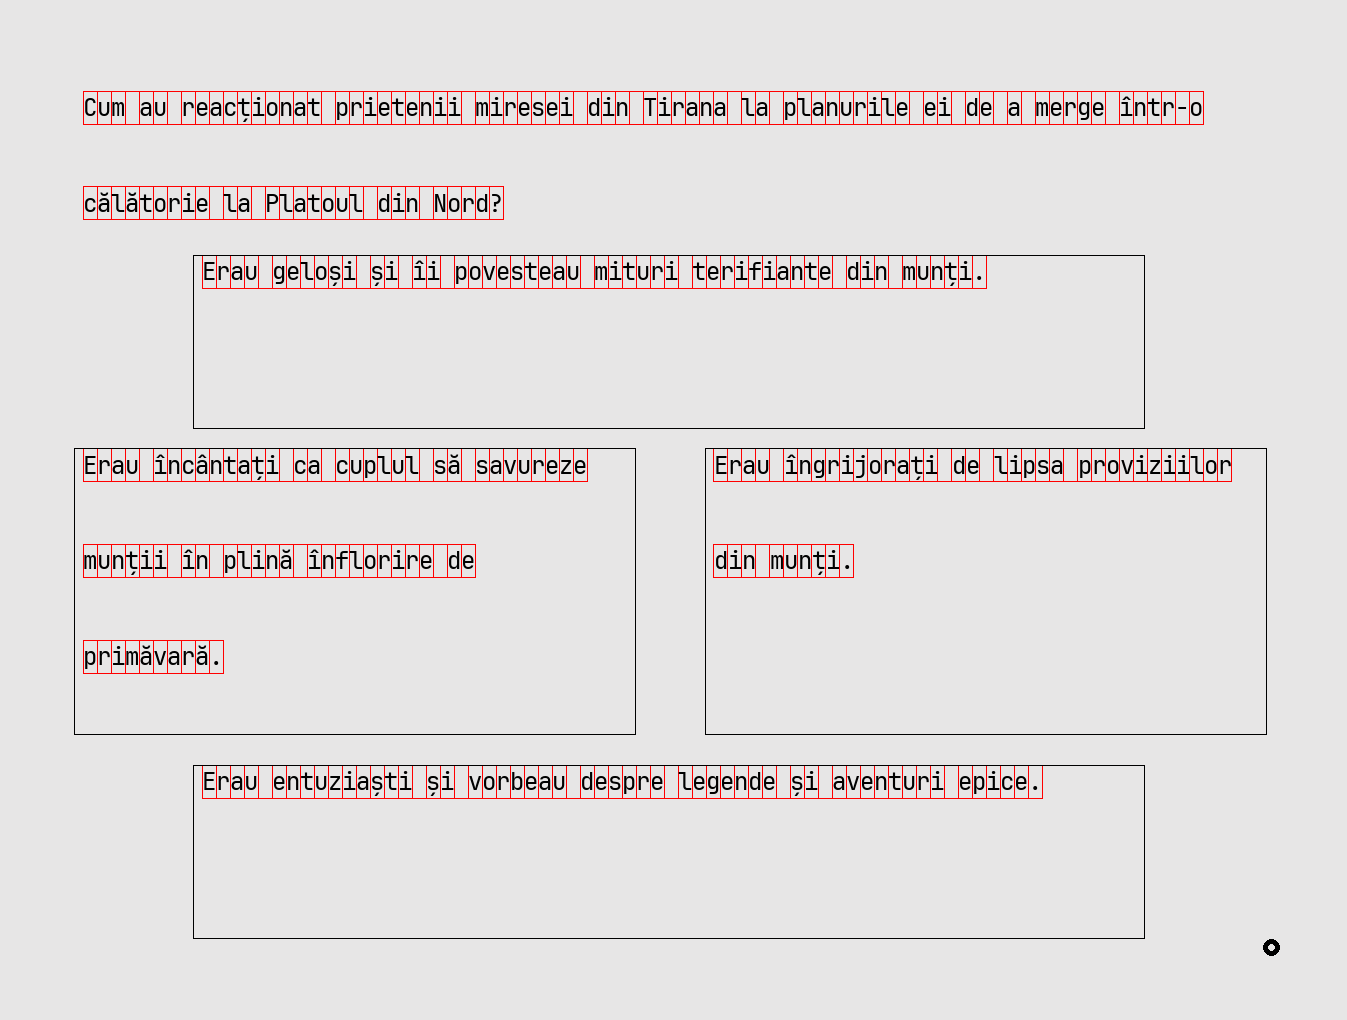 Cum au reacționat prietenii miresei din Tirana la planurile ei de a merge într-o
călătorie la Platoul din Nord?
Erau geloși și îi povesteau mituri terifiante din munți.
Erau încântați ca cuplul să savureze
munții în plină înflorire de
primăvară.
Erau îngrijorați de lipsa proviziilor
din munți.
Erau entuziaști și vorbeau despre legende și aventuri epice.